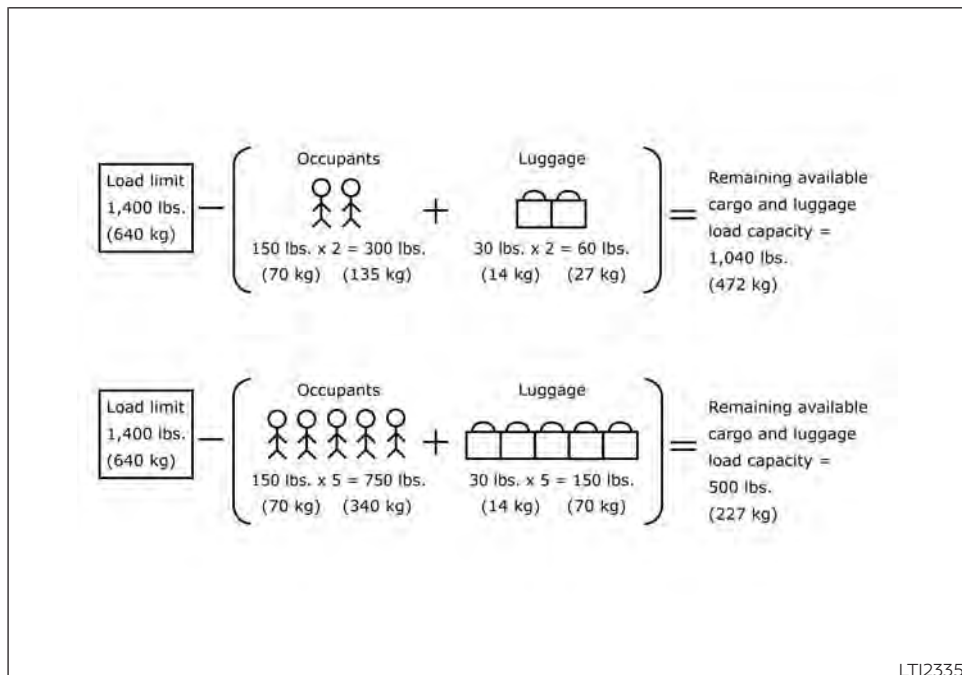 Occupants
Luggage
Load limit
1,400 lbs.
(640 kg)
150 lbs. x 2 = 300 lbs.
(70 kg) (135 kg)
30 lbs. x 2 = 60 lbs.
(14 kg) (27 kg)
Remaining available
cargo and luggage
load capacity =
1,040 lbs.
(472 kg)
Occupants
Luggage
Load limit
1,400 lbs.
(640 kg)
150 lbs. x 5 = 750 lbs.
(70 kg) (340 kg)
30 lbs. x 5 = 150 lbs.
(14 kg) (70 kg)
Remaining available
cargo and luggage
load capacity =
500 lbs.
(227 kg)
LTI2335